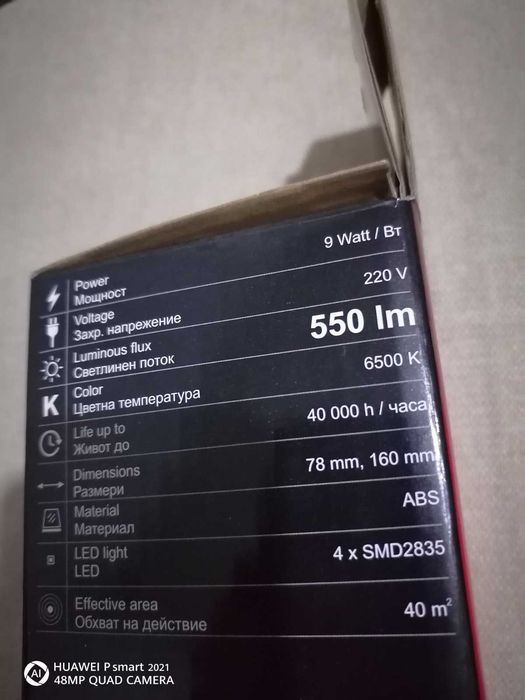 Power
Мощност
9 Watt / Вт
Voltage
Захр. напрежение
220 V
Luminous flux
Светлинен поток
550 lm
K
Color
Цветна температура
6500 K
Life up to
Живот до
40 000 h / часа
Dimensions
Размери
78 mm, 160 mm
Material
Материал
ABS
LED light
LED
4 x SMD2835
Effective area
Обхват на действие
40 m²
AI
HUAWEI P smart 2021
48MP QUAD CAMERA